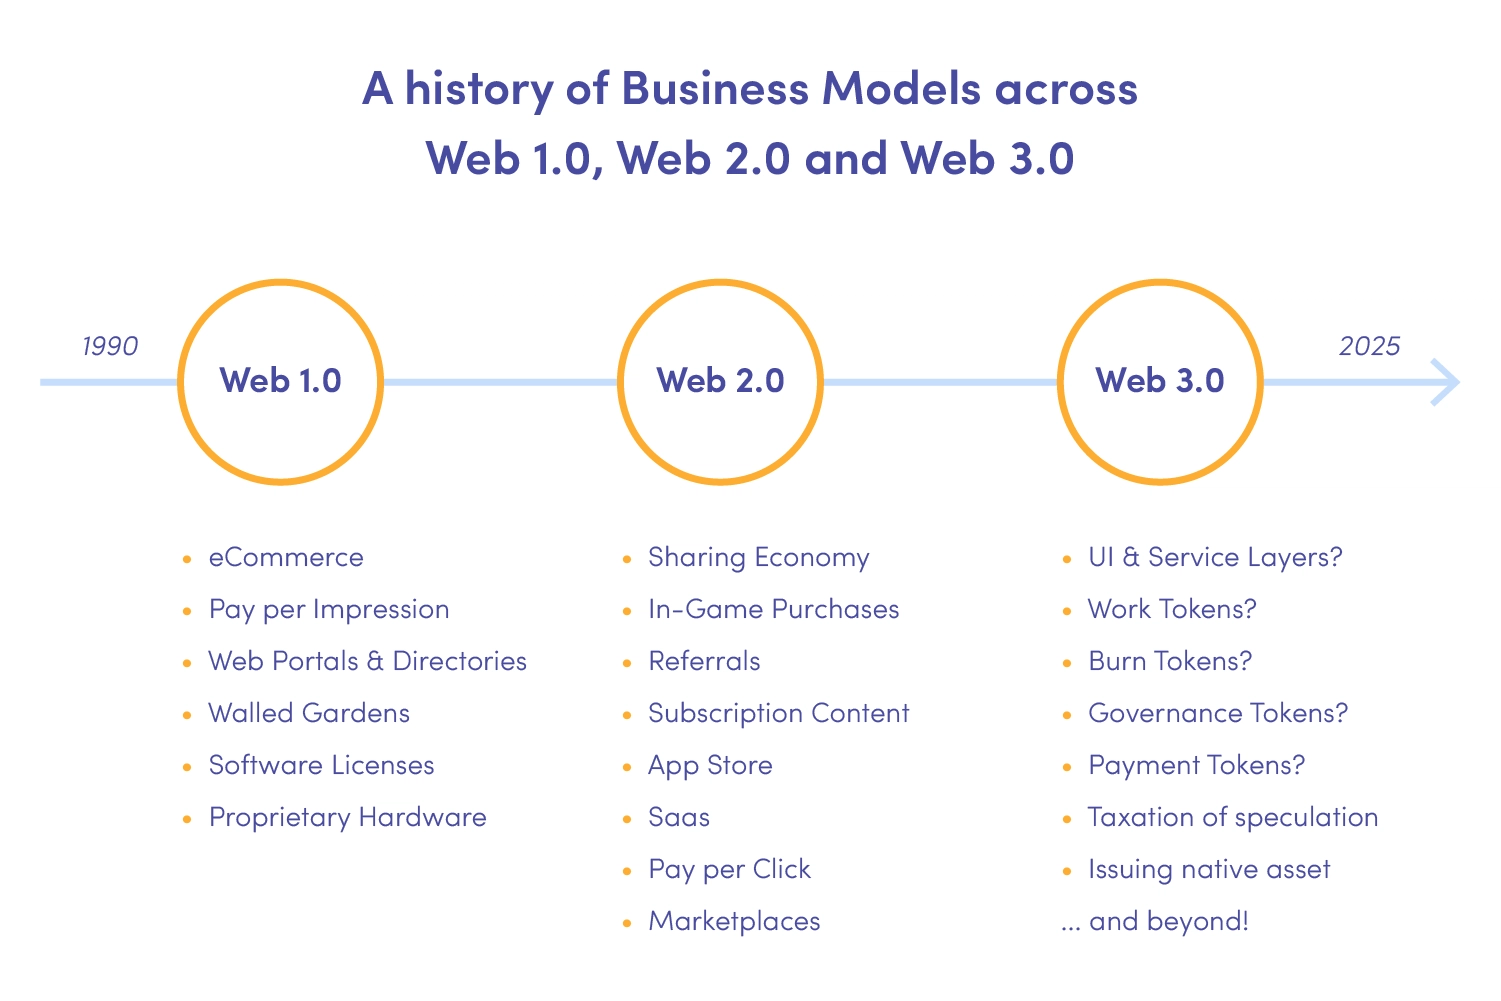 A history of Business Models across
Web 1.0, Web 2.0 and Web 3.0
1990
Web 1.0
Web 2.0
Web 3.0
2025
• eCommerce
• Pay per Impression
• Web Portals & Directories
• Walled Gardens
• Software Licenses
• Proprietary Hardware
• Sharing Economy
• In-Game Purchases
• Referrals
• Subscription Content
• App Store
• Saas
• Pay per Click
• Marketplaces
• UI & Service Layers?
• Work Tokens?
• Burn Tokens?
• Governance Tokens?
• Payment Tokens?
• Taxation of speculation
• Issuing native asset
... and beyond!